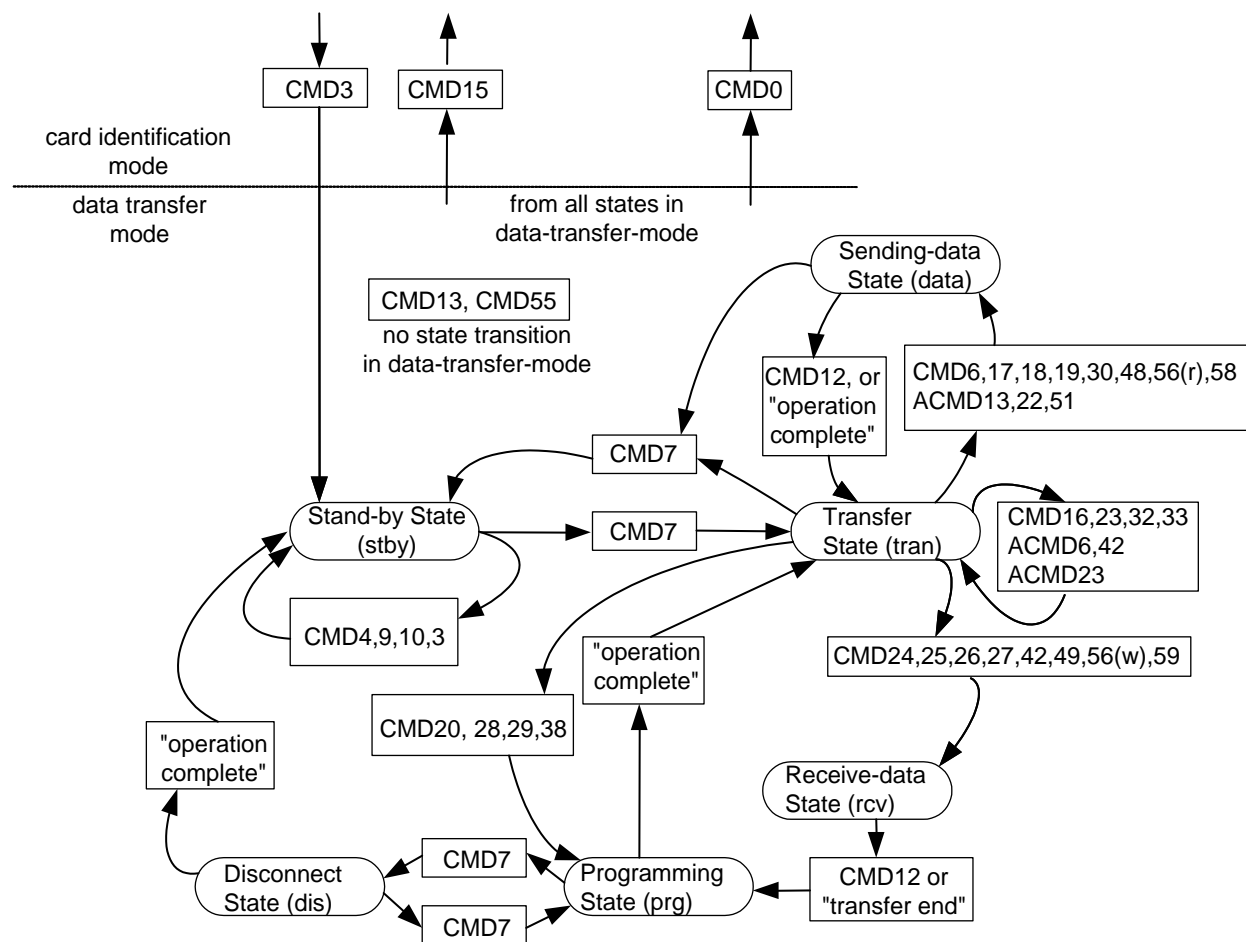 CMD3
CMD15
CMD0
card identification
mode
data transfer
mode
from all states in
data-transfer-mode
Sending-data
State (data)
CMD13, CMD55
no state transition
in data-transfer-mode
CMD12, or
"operation
complete"
CMD6,17,18,19,30,48,56(r),58
ACMD13,22,51
CMD7
Stand-by State
(stby)
CMD7
Transfer
State (tran)
CMD16,23,32,33
ACMD6,42
ACMD23
CMD4,9,10,3
"operation
complete"
CMD24,25,26,27,42,49,56(w),59
CMD20, 28,29,38
"operation
complete"
Receive-data
State (rcv)
CMD7
Disconnect
State (dis)
Programming
State (prg)
CMD12 or
"transfer end"
CMD7